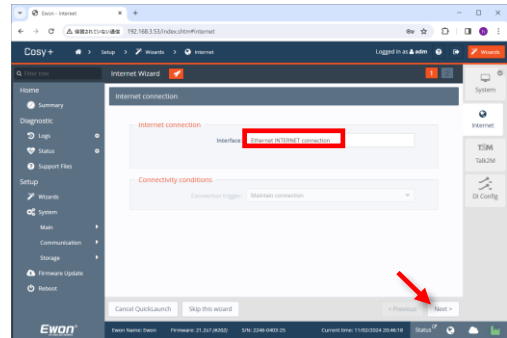 Ewon - Internet
保護されていない通信 192.168.3.53/index.shtm#Internet
Cosy+ > Setup > Wizards > Internet Logged in as adm Wizards
Filter tree
Internet Wizard 1 2
System
Home
Summary
Internet connection
Diagnostic
Logs
Internet
Status
Support Files
Internet connection
Interface: Ethernet INTERNET connection
Talk2M
Setup
Wizards
System
Connectivity conditions
Connection trigger: Maintain connection
DI Config
Main
Communication
Storage
Firmware Update
Reboot
Cancel QuickLaunch Skip this wizard < Previous Next >
Ewon
Ewon Name: Ewon Firmware: 21.2s7 (#202) S/N: 2246-0403-25 Current time: 11/02/2024 20:46:18 Status